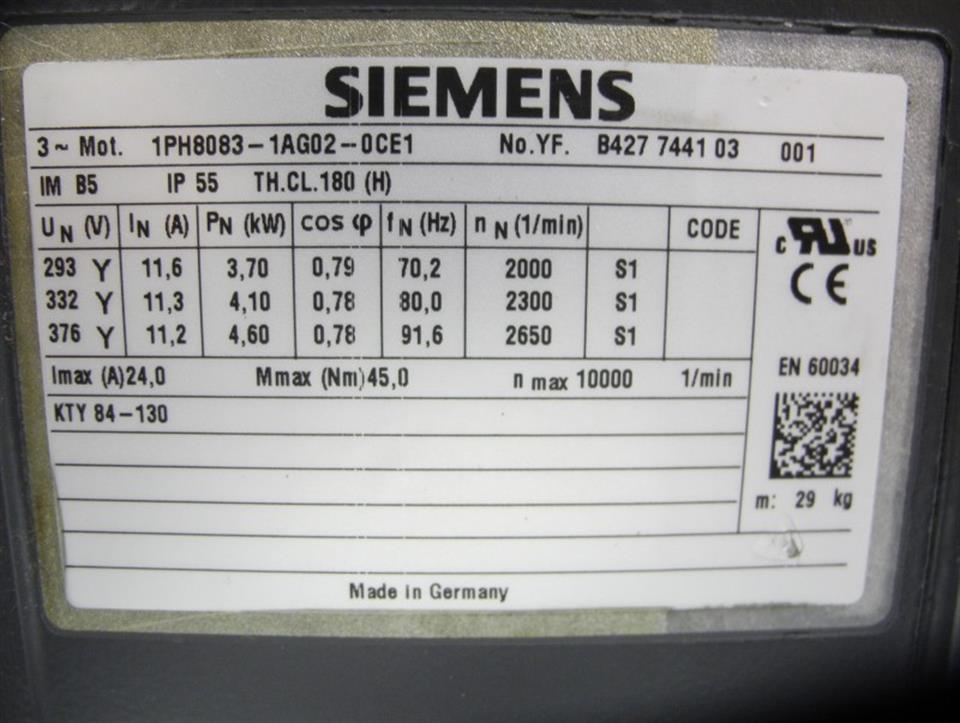 SIEMENS
3~ Mot. 1PH8083-1AG02-0CE1 No.YF. B427 7441 03 001
IM B5 IP 55 TH.CL.180 (H)
UN (V) IN (A) PN (kW) cos φ fN (Hz) nN (1/min) CODE
293 Y 11,6 3,70 0,79 70,2 2000 S1
332 Y 11,3 4,10 0,78 80,0 2300 S1
376 Y 11,2 4,60 0,78 91,6 2650 S1
c RU US
CE
EN 60034
Imax (A)24,0 Mmax (Nm)45,0 n max 10000 1/min
KTY 84-130
m: 29 kg
Made in Germany